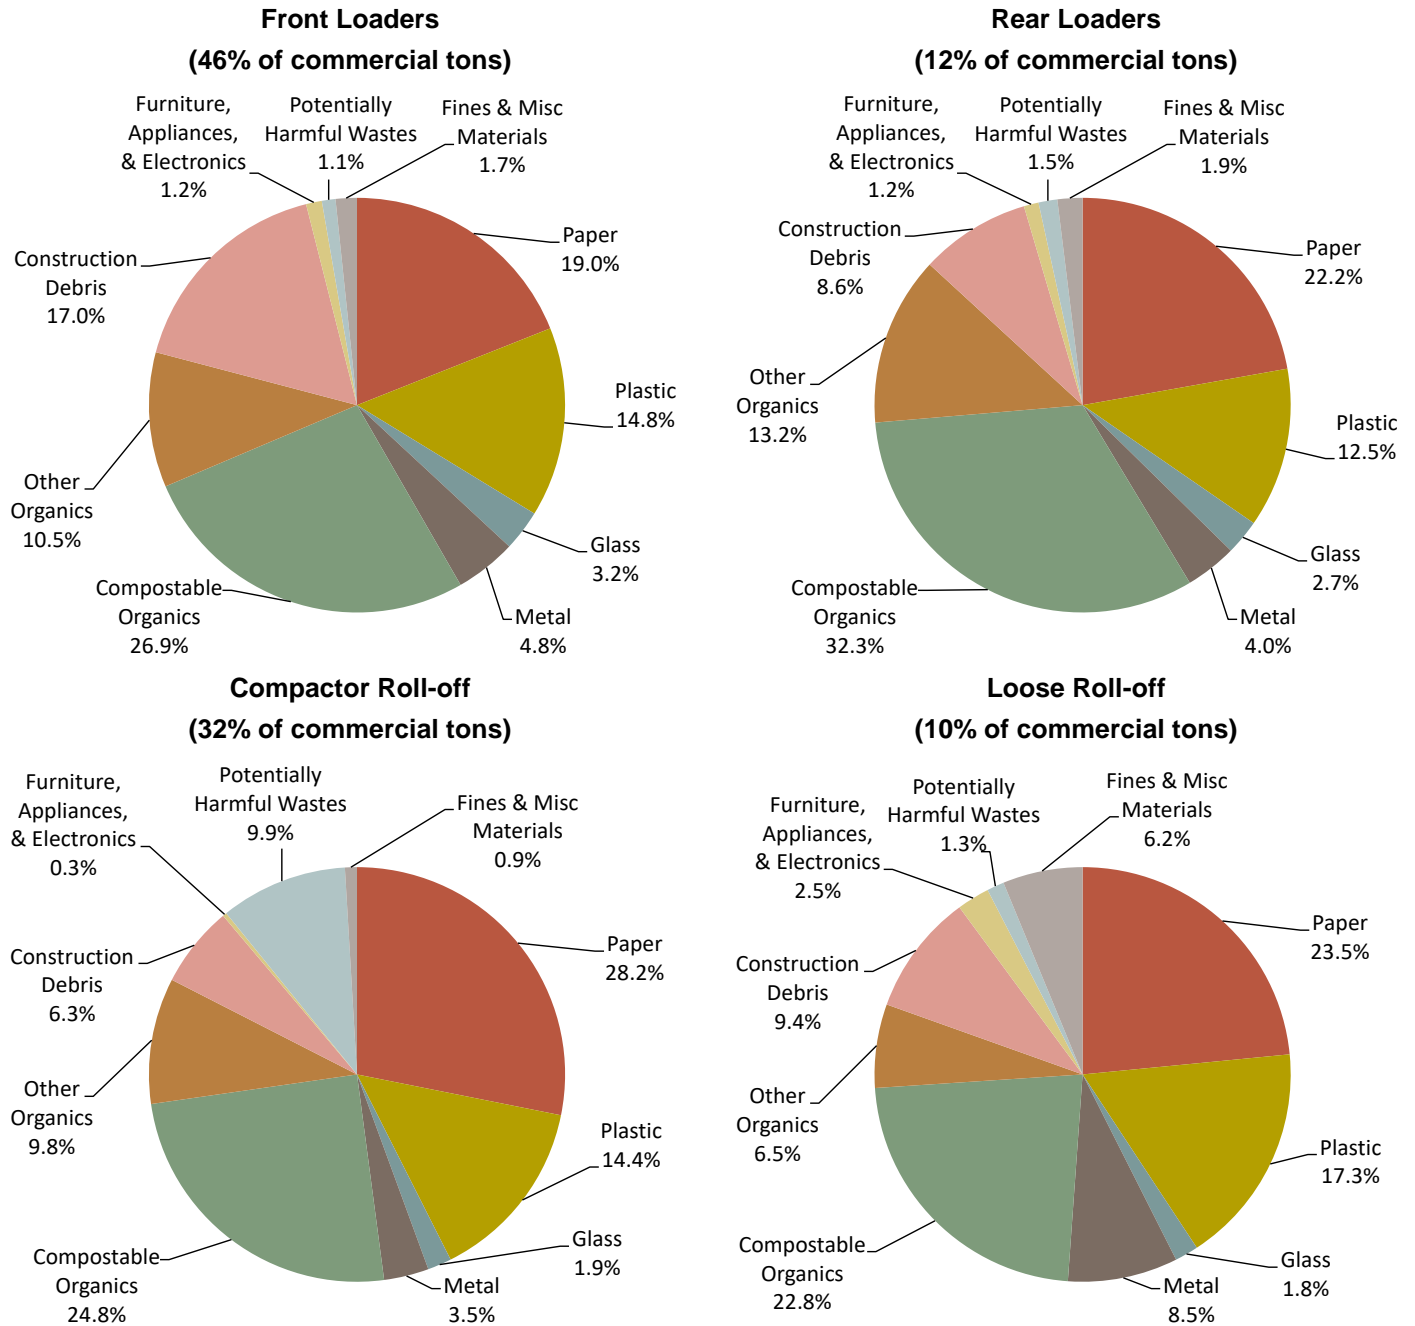 Front Loaders
(46% of commercial tons)
Furniture,
Appliances,
& Electronics
1.2%
Potentially
Harmful Wastes
1.1%
Fines & Misc
Materials
1.7%
Paper
19.0%
Plastic
14.8%
Glass
3.2%
Metal
4.8%
Compostable
Organics
26.9%
Other
Organics
10.5%
Construction
Debris
17.0%
Rear Loaders
(12% of commercial tons)
Furniture,
Appliances,
& Electronics
1.2%
Potentially
Harmful Wastes
1.5%
Fines & Misc
Materials
1.9%
Paper
22.2%
Plastic
12.5%
Glass
2.7%
Metal
4.0%
Compostable
Organics
32.3%
Other
Organics
13.2%
Construction
Debris
8.6%
Compactor Roll-off
(32% of commercial tons)
Furniture,
Appliances,
& Electronics
0.3%
Potentially
Harmful Wastes
9.9%
Fines & Misc
Materials
0.9%
Paper
28.2%
Plastic
14.4%
Glass
1.9%
Metal
3.5%
Compostable
Organics
24.8%
Other
Organics
9.8%
Construction
Debris
6.3%
Loose Roll-off
(10% of commercial tons)
Furniture,
Appliances,
& Electronics
2.5%
Potentially
Harmful Wastes
1.3%
Fines & Misc
Materials
6.2%
Paper
23.5%
Plastic
17.3%
Glass
1.8%
Metal
8.5%
Compostable
Organics
22.8%
Other
Organics
6.5%
Construction
Debris
9.4%